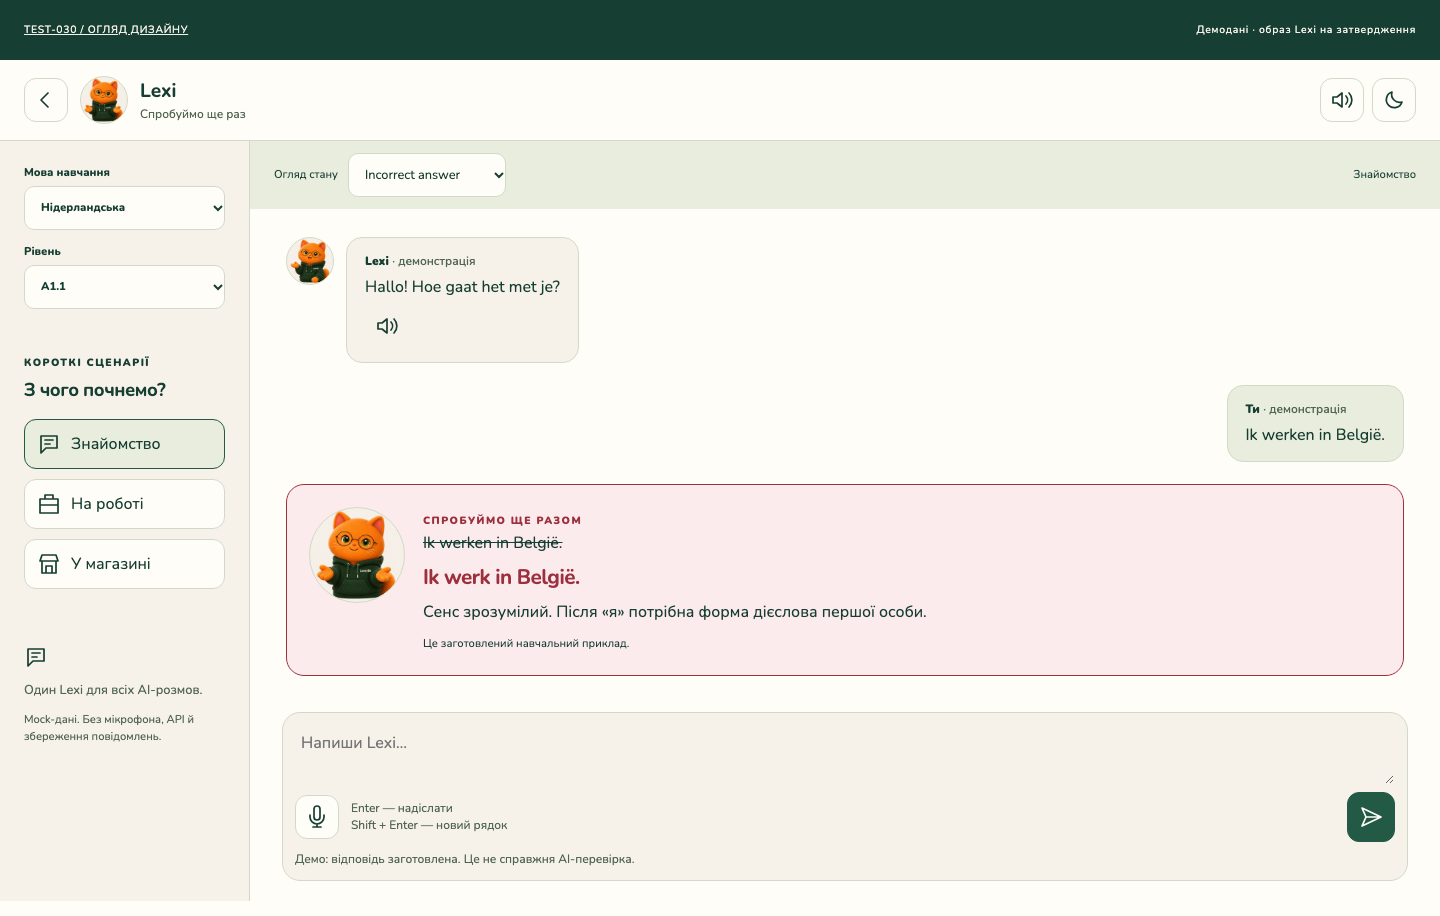 TEST-030 / ОГЛЯД ДИЗАЙНУ
Демодані · образ Lexi на затвердження
Lexi
Спробуймо ще раз
Мова навчання
Нідерландська
Рівень
A1.1
КОРОТКІ СЦЕНАРІЇ
З чого почнемо?
Знайомство
На роботі
У магазині
Один Lexi для всіх AI-розмов.
Mock-дані. Без мікрофона, API й
збереження повідомлень.
Огляд стану
Incorrect answer
Знайомство
Lexi · демонстрація
Hallo! Hoe gaat het met je?
Ти · демонстрація
Ik werken in België.
СПРОБУЙМО ЩЕ РАЗОМ
Ik werken in België.
Ik werk in België.
Сенс зрозумілий. Після «я» потрібна форма дієслова першої особи.
Це заготовлений навчальний приклад.
Напиши Lexi...
Enter — надіслати
Shift + Enter — новий рядок
Демо: відповідь заготовлена. Це не справжня AI-перевірка.